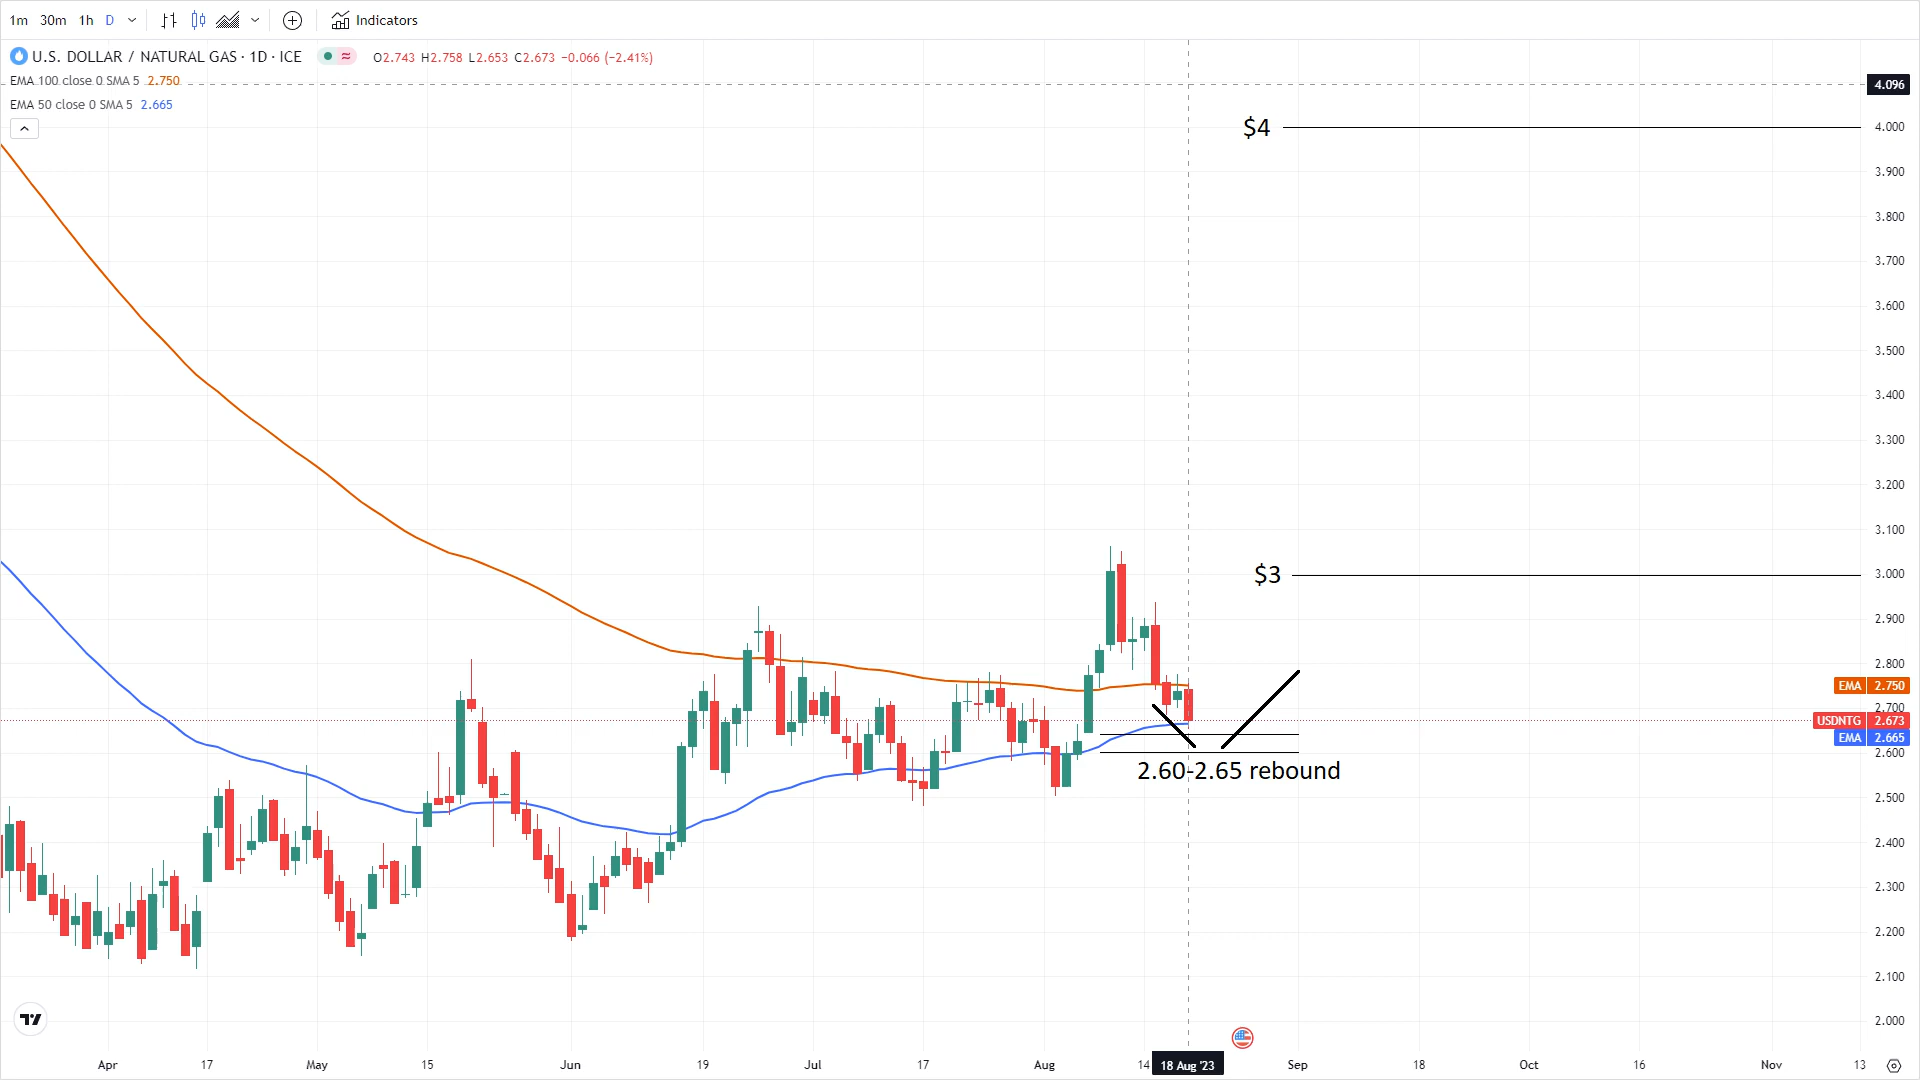 1m 30m 1h D Indicators
U.S. DOLLAR / NATURAL GAS · 1D · ICE O2.743 H2.758 L2.653 C2.673 −0.066 (−2.41%)
EMA 100 close 0 SMA 5 2.750
EMA 50 close 0 SMA 5 2.665
4.096
$4
4.000
3.900
3.800
3.700
3.600
3.500
3.400
3.300
3.200
3.100
$3
3.000
2.900
2.800
EMA 2.750
2.700
USDNTG 2.673
EMA 2.665
2.600
2.60-2.65 rebound
2.500
2.400
2.300
2.200
2.100
2.000
Apr 17 May 15 Jun 19 Jul 17 Aug 14 18 Aug '23 Sep 18 Oct 16 Nov 13